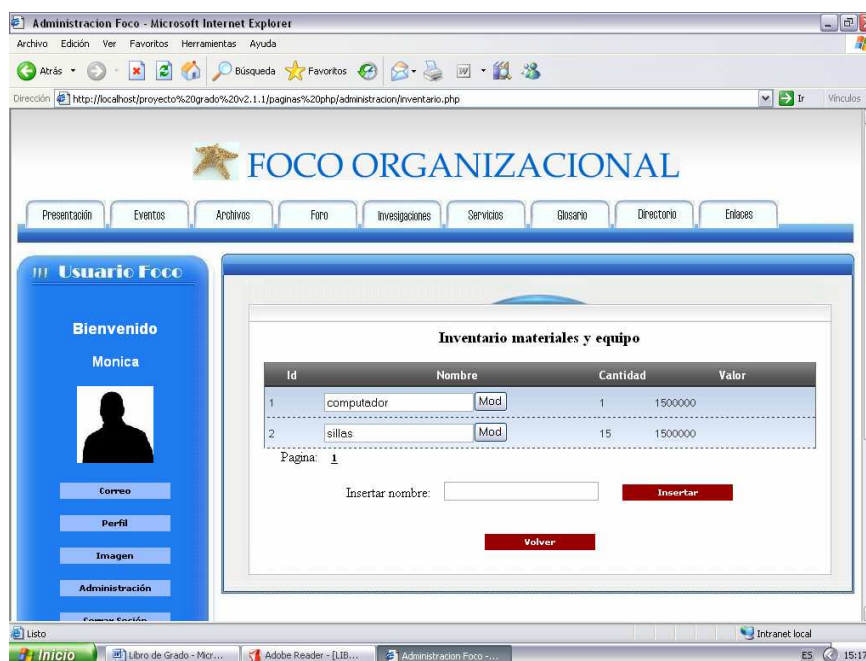 Administracion Foco - Microsoft Internet Explorer
Archivo Edición Ver Favoritos Herramientas Ayuda
Atrás Búsqueda Favoritos
Dirección http://localhost/proyecto%20grado%20v2.1.1/paginas%20php/administracion/inventario.php Ir Vínculos
FOCO ORGANIZACIONAL
Presentación Eventos Archivos Foro Invesigaciones Servicios Glosario Directorio Enlaces
Usuario Foco
Bienvenido
Monica
Correo
Perfil
Imagen
Administración
Cerrar Sesión
Inventario materiales y equipo
Id Nombre Cantidad Valor
1 computador Mod 1 1500000
2 sillas Mod 15 1500000
Pagina: 1
Insertar nombre: Insertar
Volver
Listo Intranet local
Inicio Libro de Grado - Micr... Adobe Reader - [LIB... Administracion Foco -... ES 15:17